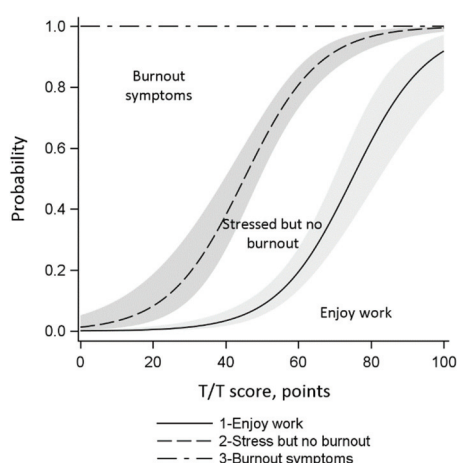 1.0
0.8
0.6
0.4
0.2
0.0
Probability
Burnout
symptoms
Stressed but no
burnout
Enjoy work
0 20 40 60 80 100
T/T score, points
1-Enjoy work
2-Stress but no burnout
3-Burnout symptoms